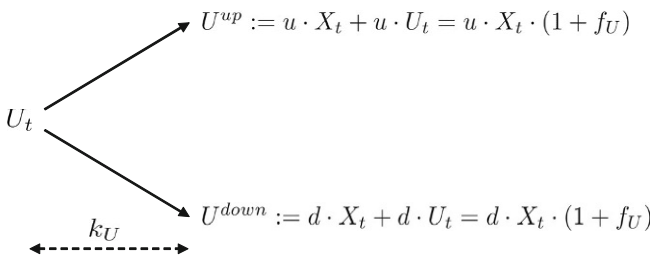 U^{up} := u · X_t + u · U_t = u · X_t · (1 + f_U)
U_t
U^{down} := d · X_t + d · U_t = d · X_t · (1 + f_U)
k_U